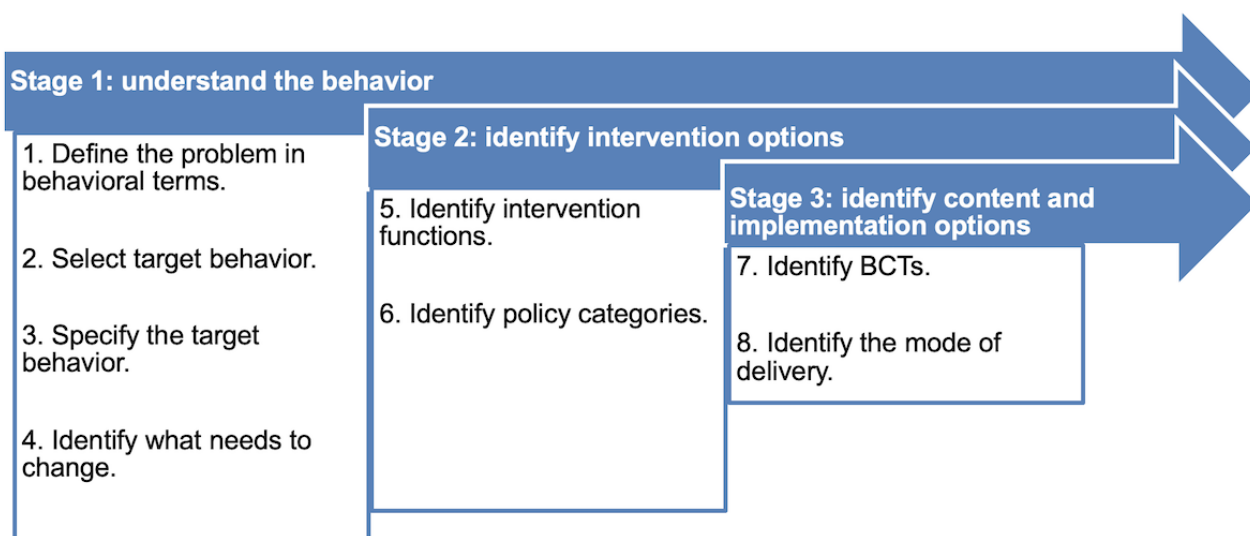 Stage 1: understand the behavior
1. Define the problem in
behavioral terms.
2. Select target behavior.
3. Specify the target
behavior.
4. Identify what needs to
change.
Stage 2: identify intervention options
5. Identify intervention
functions.
6. Identify policy categories.
Stage 3: identify content and
implementation options
7. Identify BCTs.
8. Identify the mode of
delivery.